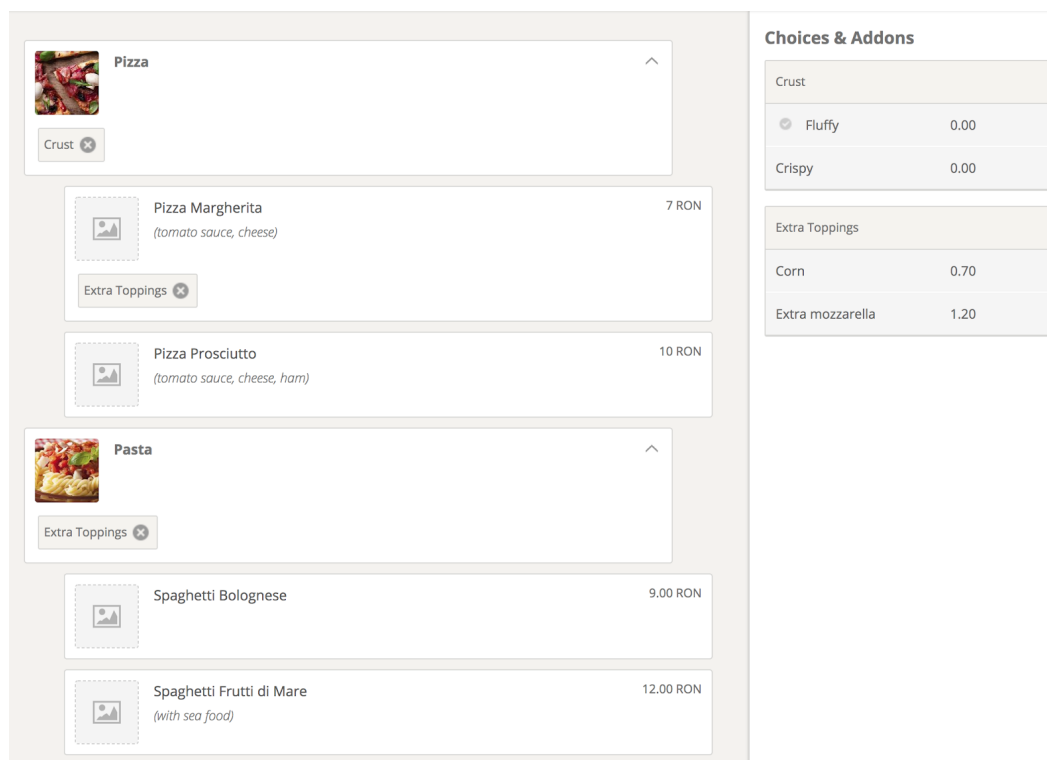 Pizza
Crust
Pizza Margherita 7 RON
(tomato sauce, cheese)
Extra Toppings
Pizza Prosciutto 10 RON
(tomato sauce, cheese, ham)
Pasta
Extra Toppings
Spaghetti Bolognese 9.00 RON
Spaghetti Frutti di Mare 12.00 RON
(with sea food)
Choices & Addons
Crust
Fluffy 0.00
Crispy 0.00
Extra Toppings
Corn 0.70
Extra mozzarella 1.20